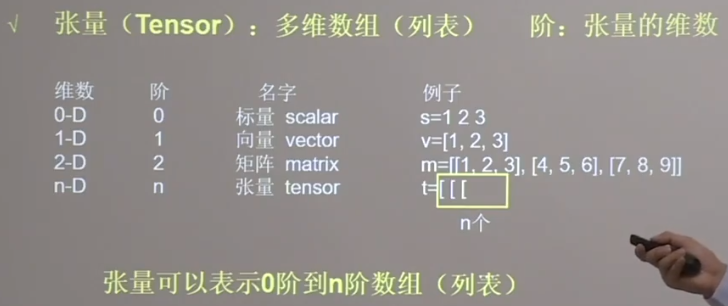 √ 张量（Tensor）：多维数组（列表） 阶：张量的维数
维数 阶 名字 例子
0-D 0 标量 scalar s=1 2 3
1-D 1 向量 vector v=[1, 2, 3]
2-D 2 矩阵 matrix m=[[1, 2, 3], [4, 5, 6], [7, 8, 9]]
n-D n 张量 tensor t=[ [ [
n个
张量可以表示0阶到n阶数组（列表）